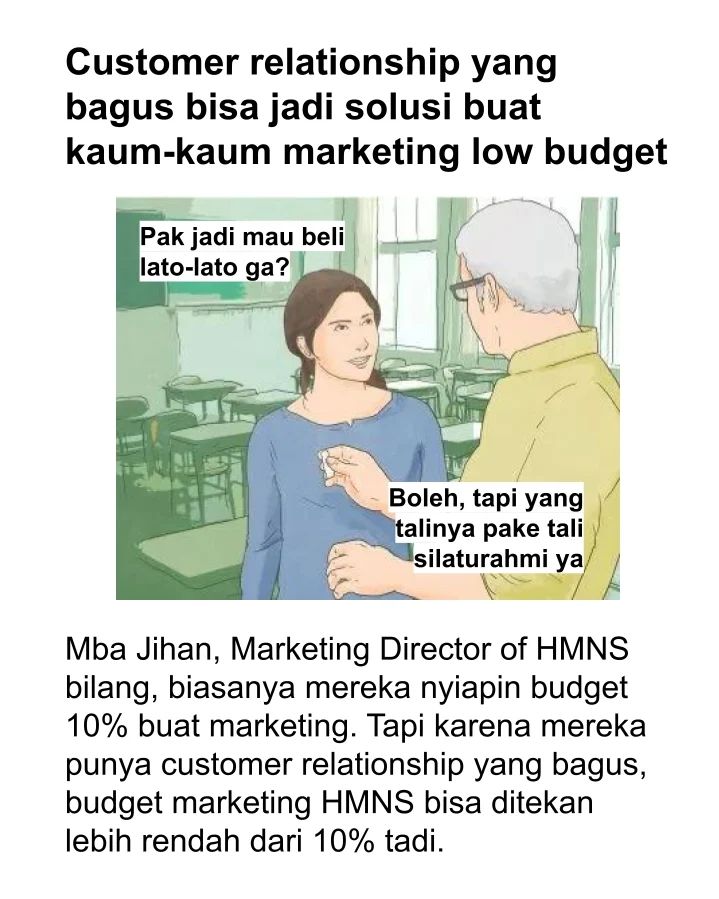 Customer relationship yang
bagus bisa jadi solusi buat
kaum-kaum marketing low budget
Pak jadi mau beli
lato-lato ga?
Boleh, tapi yang
talinya pake tali
silaturahmi ya
Mba Jihan, Marketing Director of HMNS
bilang, biasanya mereka nyiapin budget
10% buat marketing. Tapi karena mereka
punya customer relationship yang bagus,
budget marketing HMNS bisa ditekan
lebih rendah dari 10% tadi.